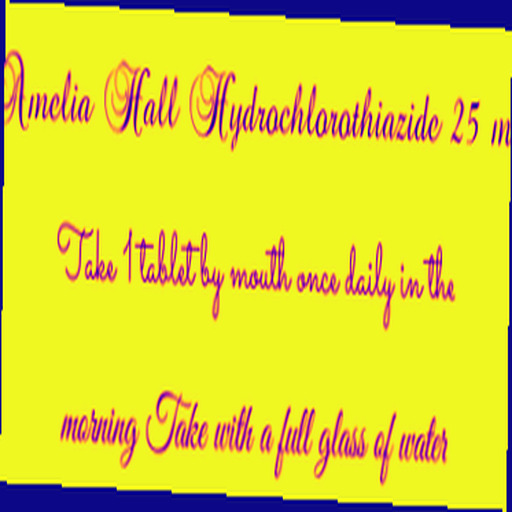 Amelia Hall Hydrochlorothiazide 25 m
Take 1 tablet by mouth once daily in the
morning Take with a full glass of water